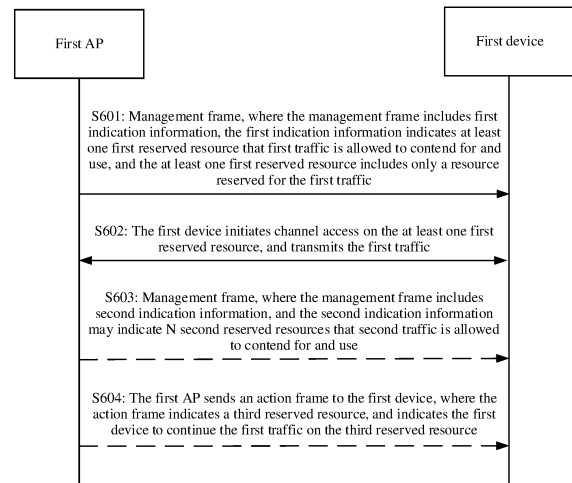 First AP
First device
S601: Management frame, where the management frame includes first
indication information, the first indication information indicates at least
one first reserved resource that first traffic is allowed to contend for and
use, and the at least one first reserved resource includes only a resource
reserved for the first traffic
S602: The first device initiates channel access on the at least one first
reserved resource, and transmits the first traffic
S603: Management frame, where the management frame includes
second indication information, and the second indication information
may indicate N second reserved resources that second traffic is allowed
to contend for and use
S604: The first AP sends an action frame to the first device, where the
action frame indicates a third reserved resource, and indicates the first
device to continue the first traffic on the third reserved resource